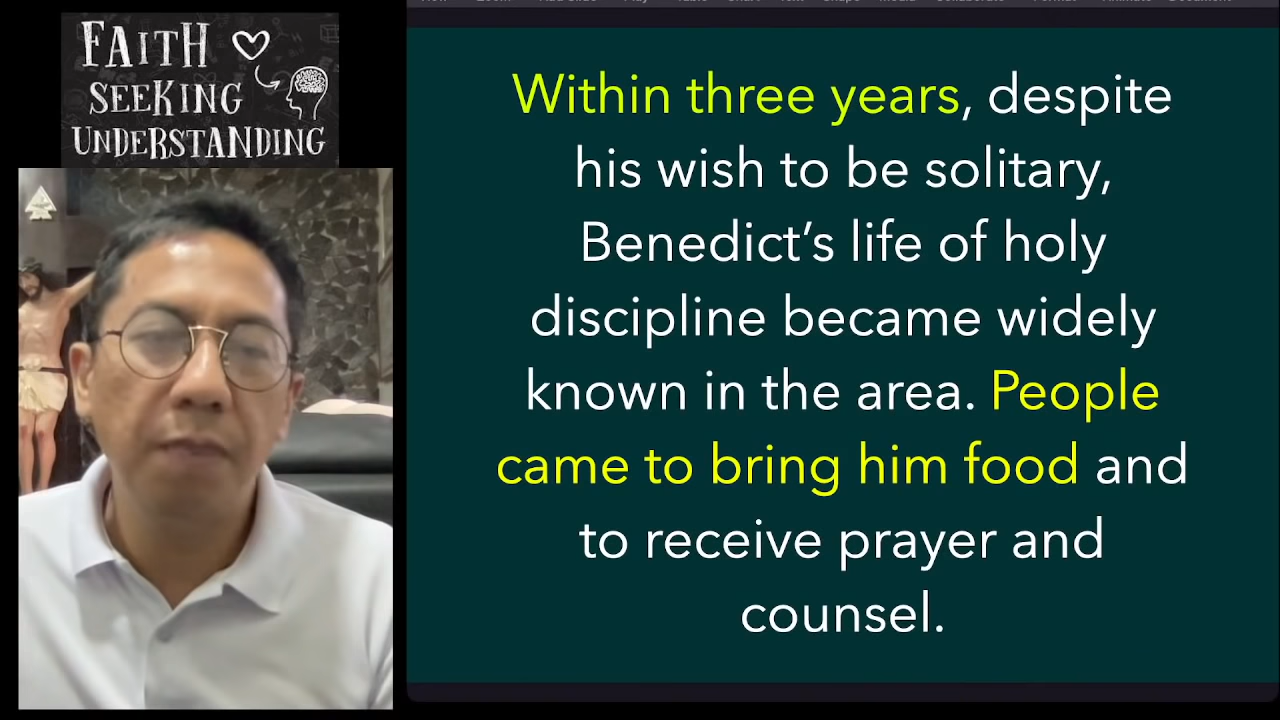 FAITH
SEEKING
UNDERSTANDING
Within three years, despite
his wish to be solitary,
Benedict’s life of holy
discipline became widely
known in the area. People
came to bring him food and
to receive prayer and
counsel.